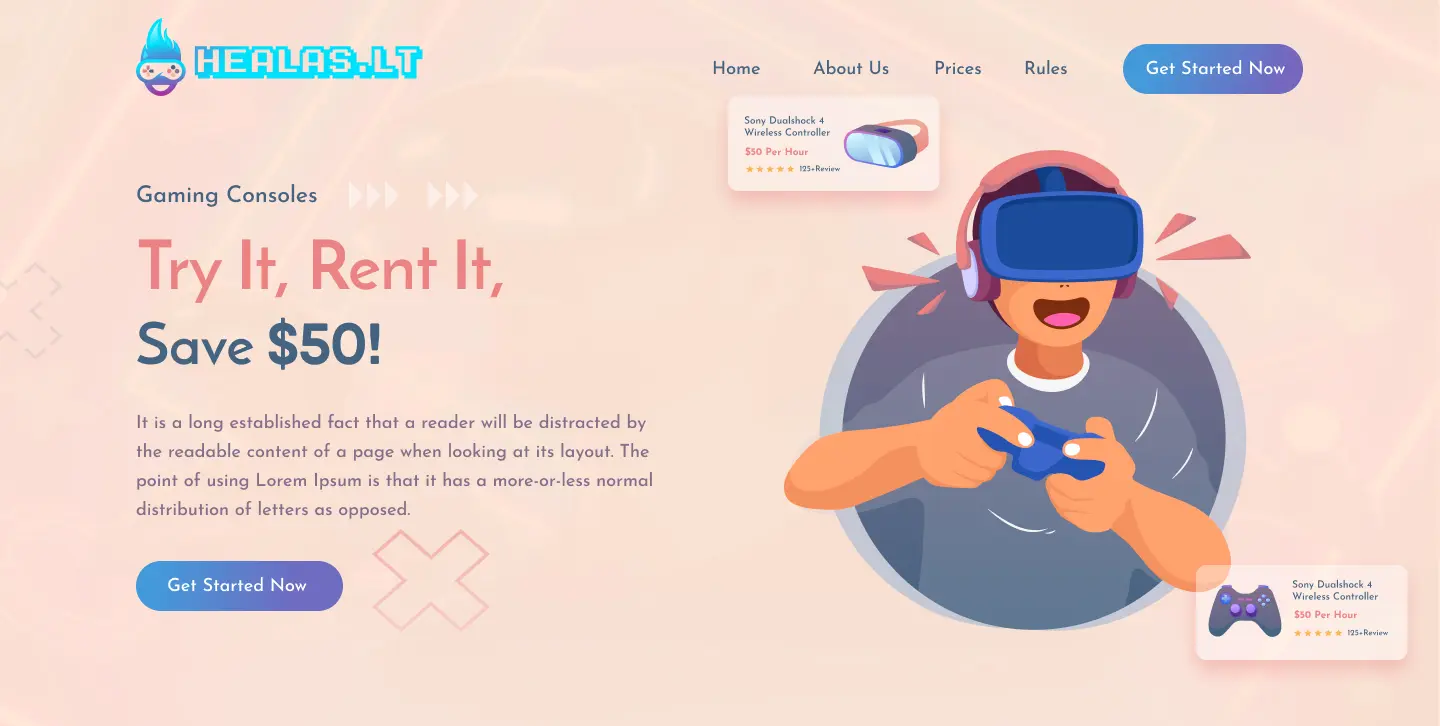 HEALAS.LT
Home About Us Prices Rules Get Started Now
Sony Dualshock 4
Wireless Controller
$50 Per Hour
125+Review
Gaming Consoles
Try It, Rent It,
Save $50!
It is a long established fact that a reader will be distracted by
the readable content of a page when looking at its layout. The
point of using Lorem Ipsum is that it has a more-or-less normal
distribution of letters as opposed.
Get Started Now
Sony Dualshock 4
Wireless Controller
$50 Per Hour
125+Review